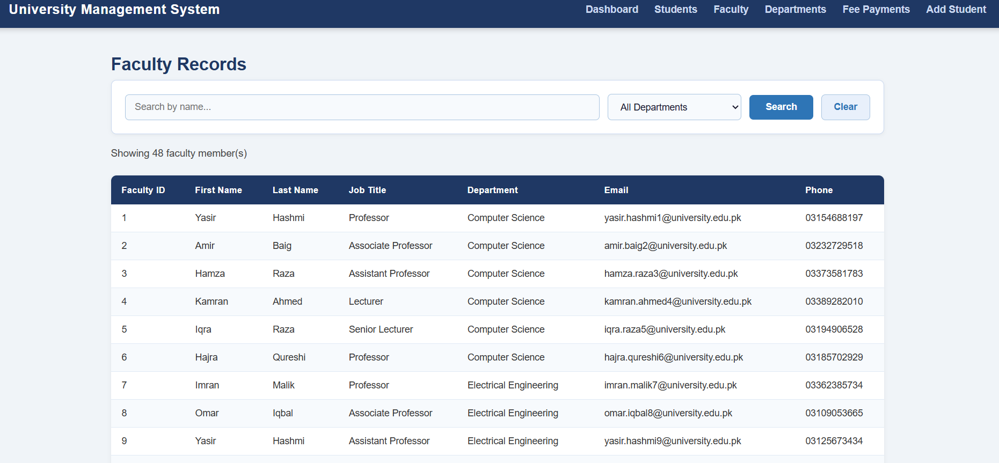 University Management System Dashboard Students Faculty Departments Fee Payments Add Student
Faculty Records
Search by name... All Departments Search Clear
Showing 48 faculty member(s)
Faculty ID First Name Last Name Job Title Department Email Phone
1 Yasir Hashmi Professor Computer Science yasir.hashmi1@university.edu.pk 03154688197
2 Amir Baig Associate Professor Computer Science amir.baig2@university.edu.pk 03232729518
3 Hamza Raza Assistant Professor Computer Science hamza.raza3@university.edu.pk 03373581783
4 Kamran Ahmed Lecturer Computer Science kamran.ahmed4@university.edu.pk 03389282010
5 Iqra Raza Senior Lecturer Computer Science iqra.raza5@university.edu.pk 03194906528
6 Hajra Qureshi Professor Computer Science hajra.qureshi6@university.edu.pk 03185702929
7 Imran Malik Professor Electrical Engineering imran.malik7@university.edu.pk 03362385734
8 Omar Iqbal Associate Professor Electrical Engineering omar.iqbal8@university.edu.pk 03109053665
9 Yasir Hashmi Assistant Professor Electrical Engineering yasir.hashmi9@university.edu.pk 03125673434